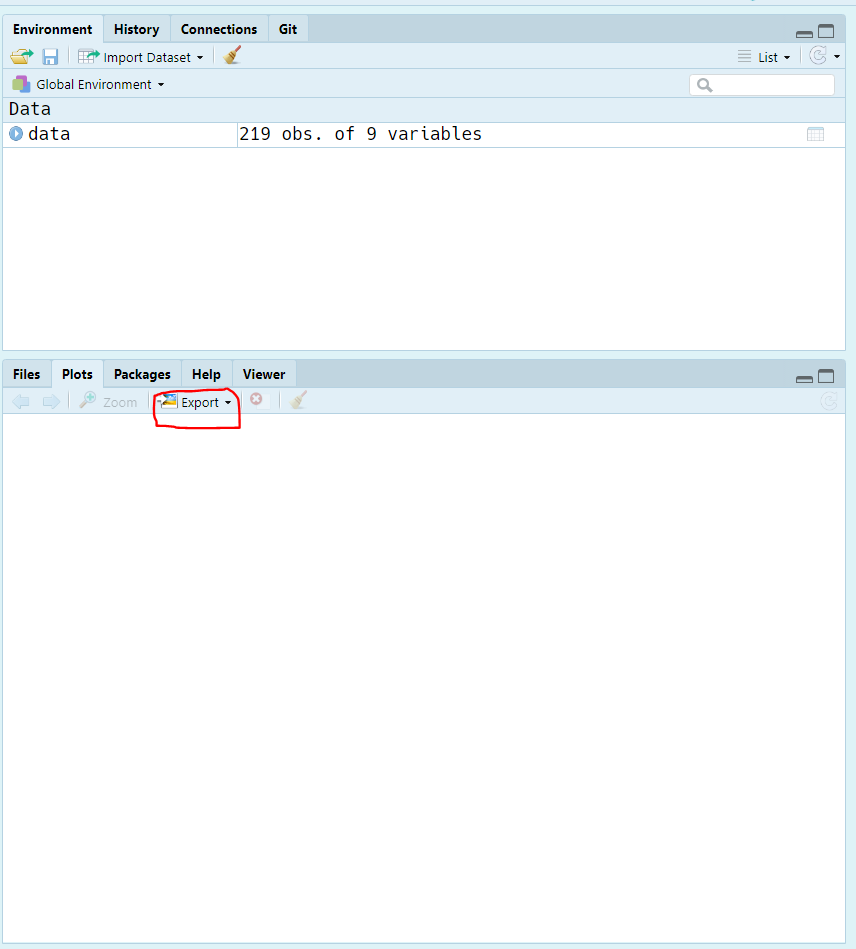 Environment History Connections Git
Import Dataset List
Global Environment
Data
data 219 obs. of 9 variables
Files Plots Packages Help Viewer
Zoom Export